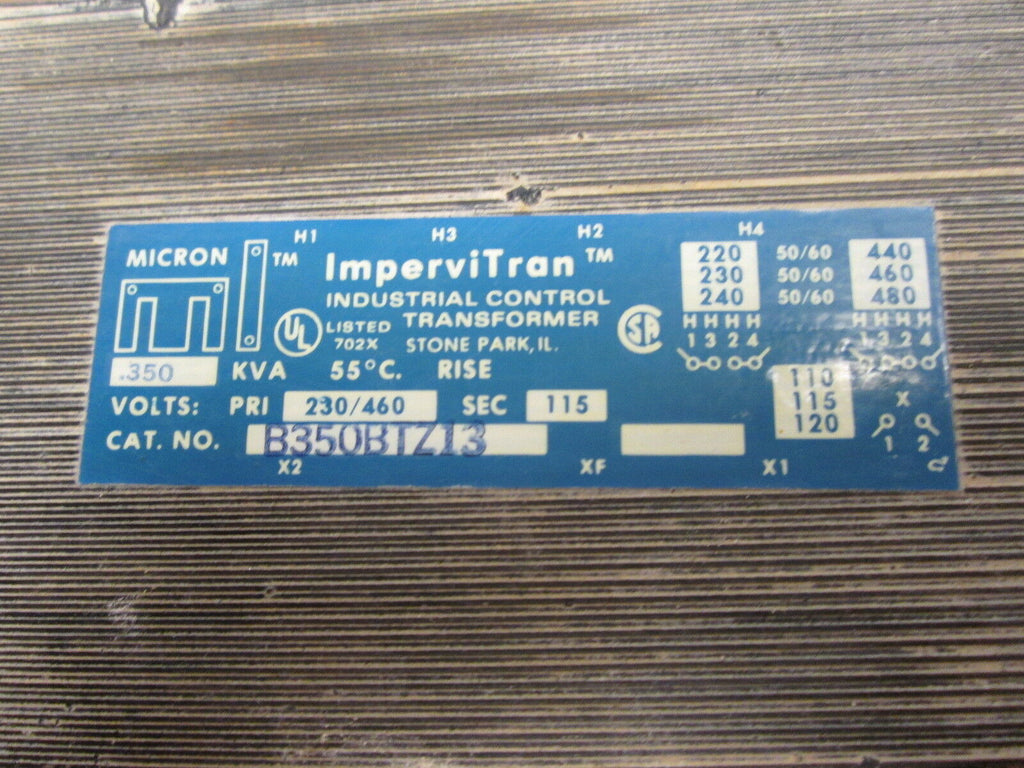 H1 H3 H2 H4
MICRON ™ ImperviTran ™
INDUSTRIAL CONTROL
TRANSFORMER
UL LISTED
702X
STONE PARK, IL.
SA
220 50/60 440
230 50/60 460
240 50/60 480
H H H H H H H H
1 3 2 4 1 3 2 4
.350 KVA 55°C. RISE
110
115
120
VOLTS: PRI 230/460 SEC 115
X
1 2
CAT. NO. B350BTZ13
X2 XF X1